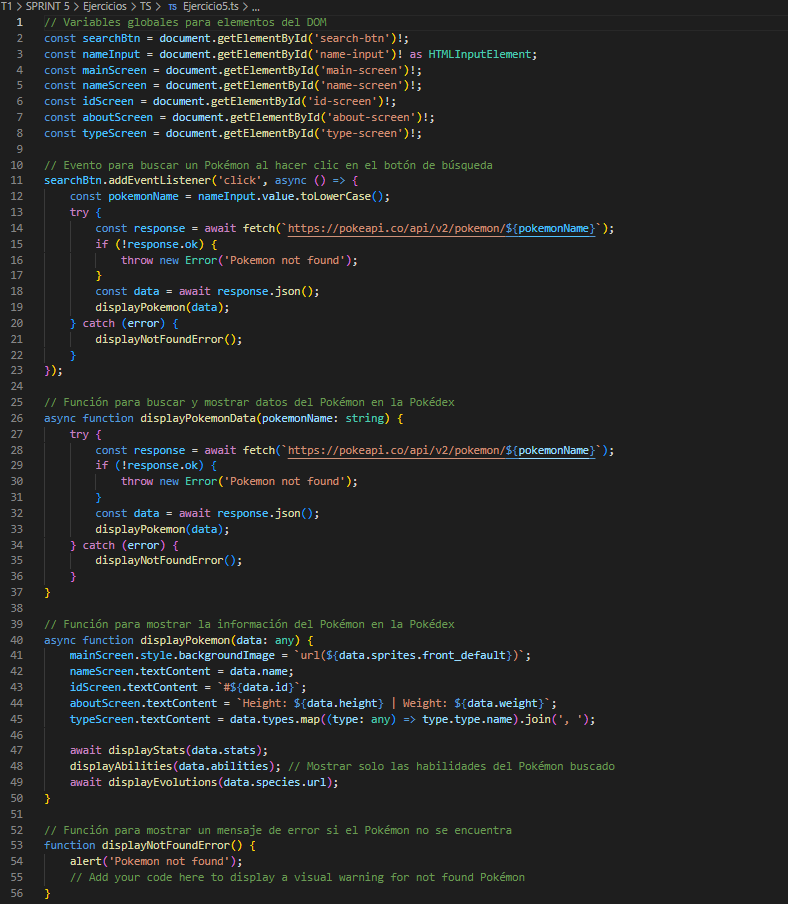 T1 > SPRINT 5 > Ejercicios > TS > TS Ejercicio5.ts > ...
1 // Variables globales para elementos del DOM
2 const searchBtn = document.getElementById('search-btn')!;
3 const nameInput = document.getElementById('name-input')! as HTMLInputElement;
4 const mainScreen = document.getElementById('main-screen')!;
5 const nameScreen = document.getElementById('name-screen')!;
6 const idScreen = document.getElementById('id-screen')!;
7 const aboutScreen = document.getElementById('about-screen')!;
8 const typeScreen = document.getElementById('type-screen')!;
9
10 // Evento para buscar un Pokémon al hacer clic en el botón de búsqueda
11 searchBtn.addEventListener('click', async () => {
12     const pokemonName = nameInput.value.toLowerCase();
13     try {
14         const response = await fetch(`https://pokeapi.co/api/v2/pokemon/${pokemonName}`);
15         if (!response.ok) {
16             throw new Error('Pokemon not found');
17         }
18         const data = await response.json();
19         displayPokemon(data);
20     } catch (error) {
21         displayNotFoundError();
22     }
23 });
24
25 // Función para buscar y mostrar datos del Pokémon en la Pokédex
26 async function displayPokemonData(pokemonName: string) {
27     try {
28         const response = await fetch(`https://pokeapi.co/api/v2/pokemon/${pokemonName}`);
29         if (!response.ok) {
30             throw new Error('Pokemon not found');
31         }
32         const data = await response.json();
33         displayPokemon(data);
34     } catch (error) {
35         displayNotFoundError();
36     }
37 }
38
39 // Función para mostrar la información del Pokémon en la Pokédex
40 async function displayPokemon(data: any) {
41     mainScreen.style.backgroundImage = `url(${data.sprites.front_default})`;
42     nameScreen.textContent = data.name;
43     idScreen.textContent = `#${data.id}`;
44     aboutScreen.textContent = `Height: ${data.height} | Weight: ${data.weight}`;
45     typeScreen.textContent = data.types.map((type: any) => type.type.name).join(', ');
46
47     await displayStats(data.stats);
48     displayAbilities(data.abilities); // Mostrar solo las habilidades del Pokémon buscado
49     await displayEvolutions(data.species.url);
50 }
51
52 // Función para mostrar un mensaje de error si el Pokémon no se encuentra
53 function displayNotFoundError() {
54     alert('Pokemon not found');
55     // Add your code here to display a visual warning for not found Pokémon
56 }